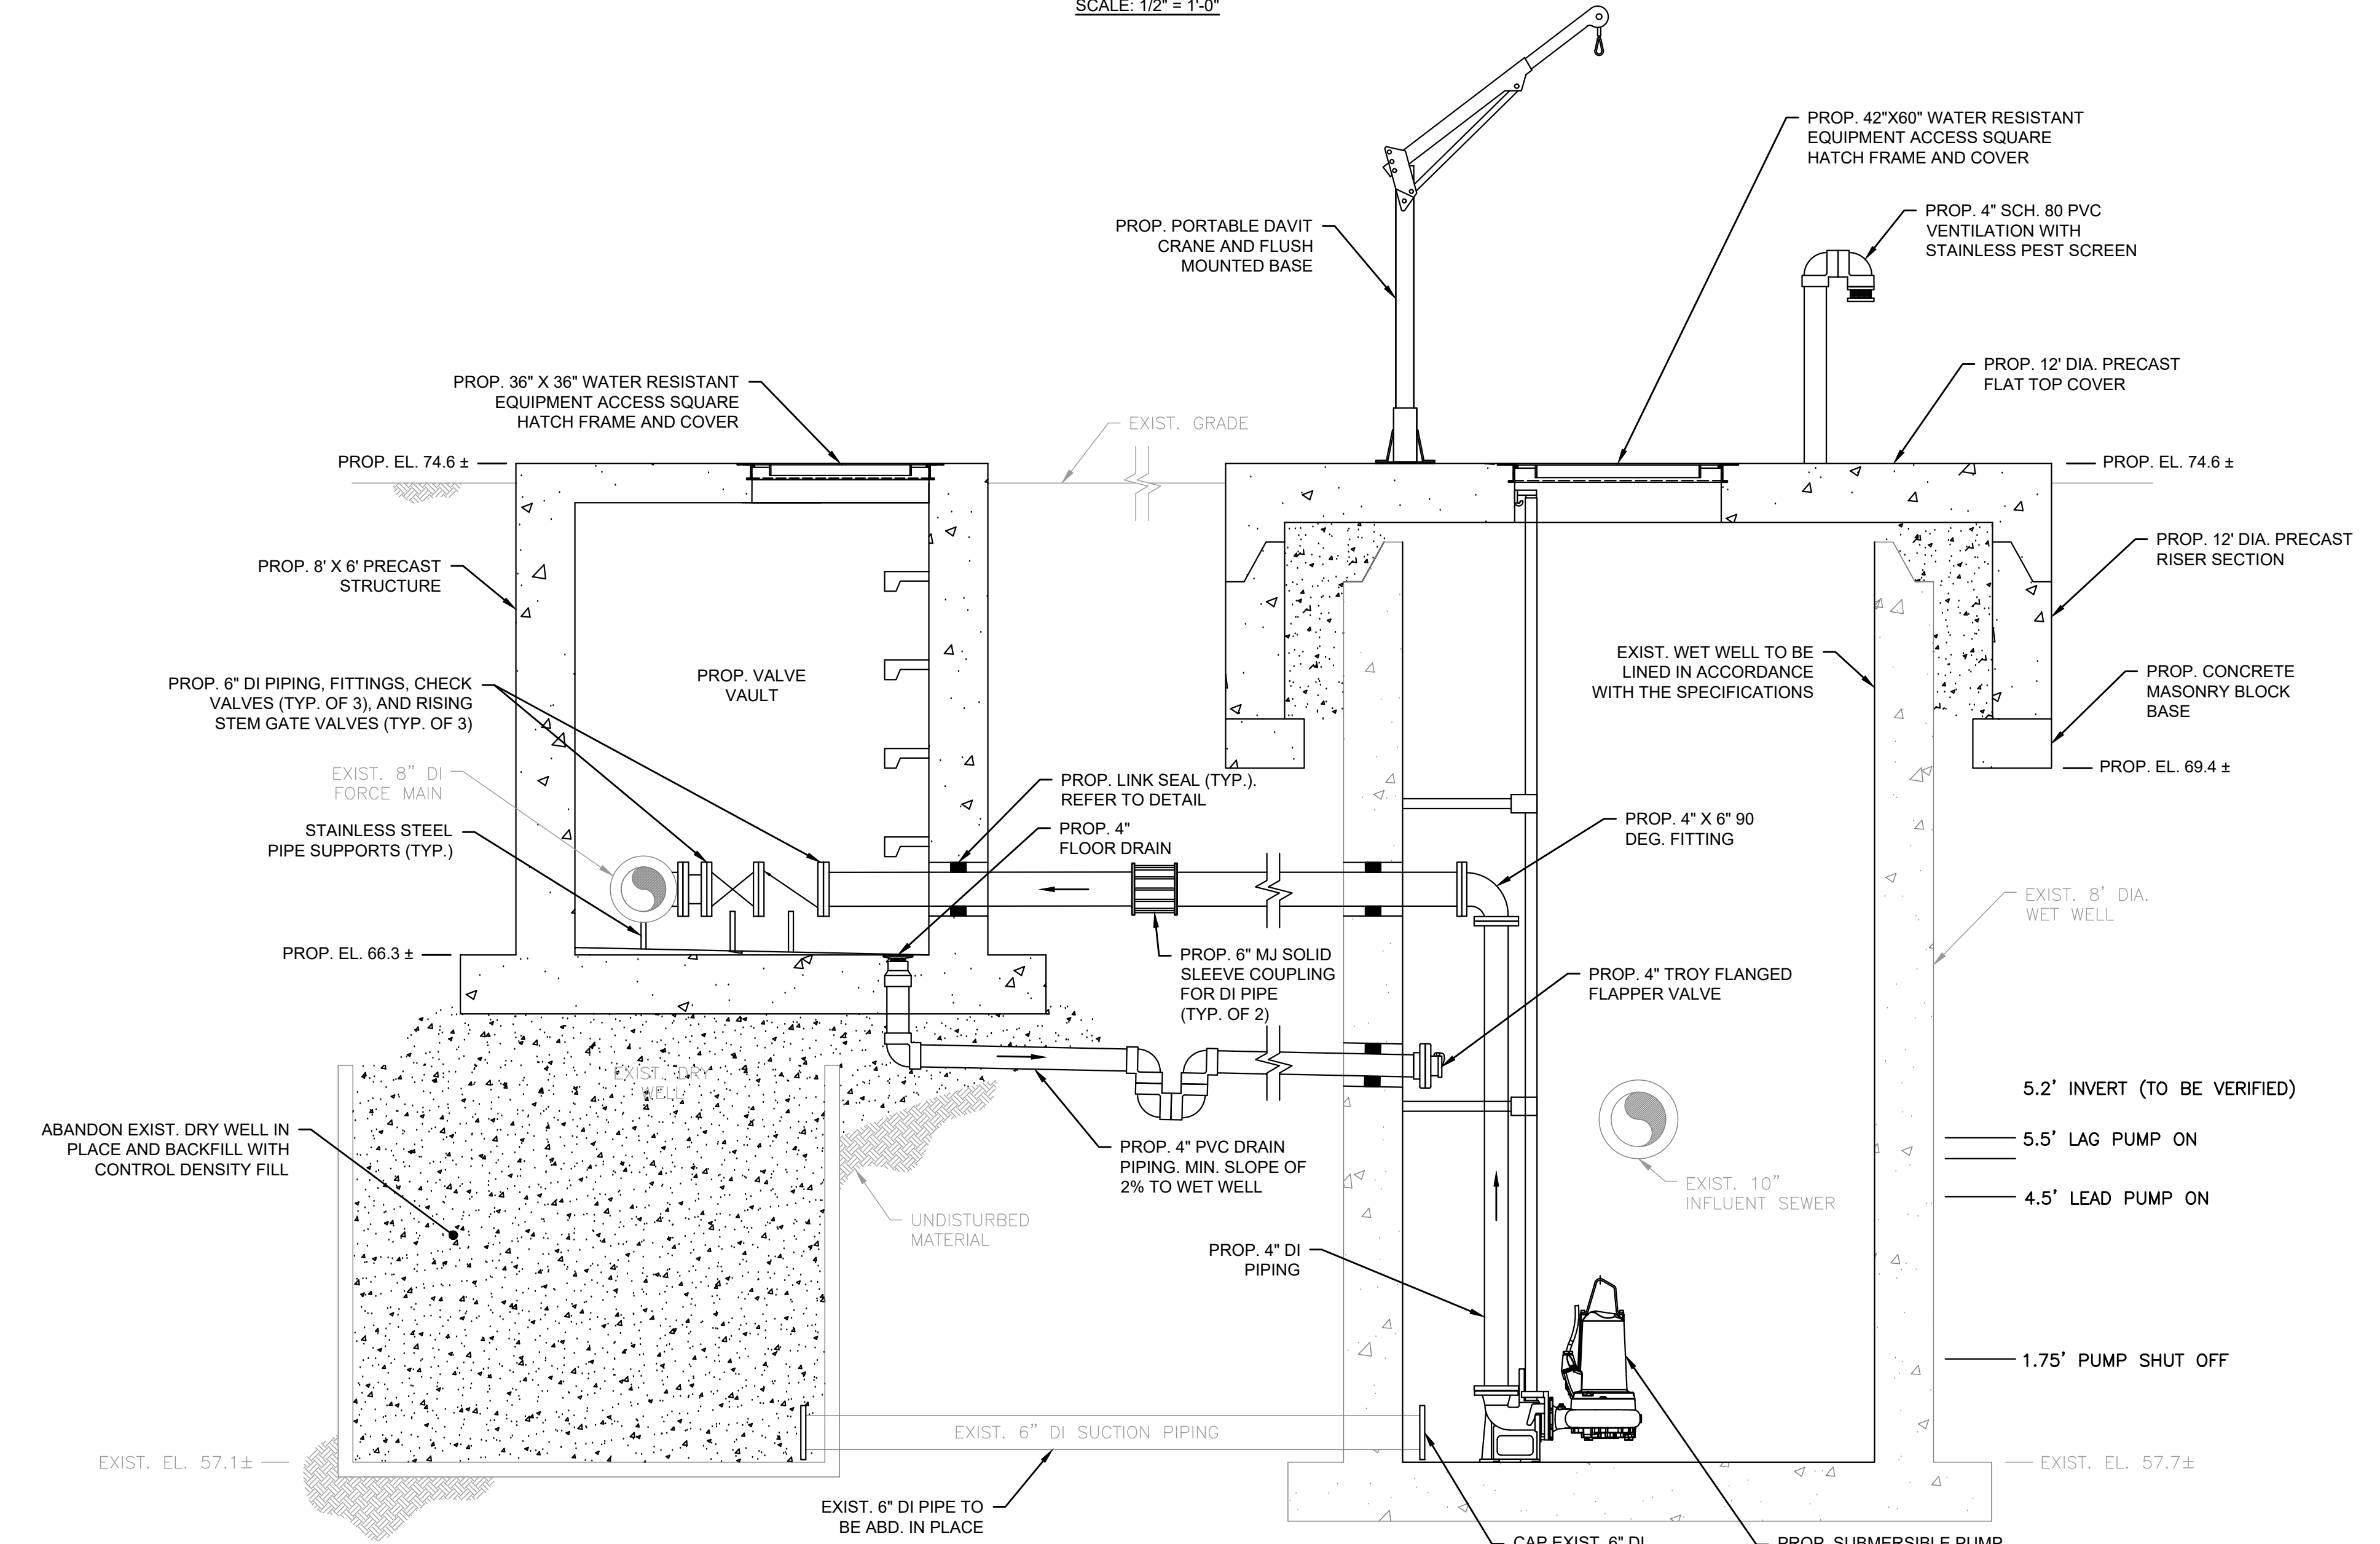 SCALE: 1/2" = 1'-0"
PROP. 42"X60" WATER RESISTANT
EQUIPMENT ACCESS SQUARE
HATCH FRAME AND COVER
PROP. 4" SCH. 80 PVC
VENTILATION WITH
STAINLESS PEST SCREEN
PROP. PORTABLE DAVIT
CRANE AND FLUSH
MOUNTED BASE
PROP. 12' DIA. PRECAST
FLAT TOP COVER
PROP. 36" X 36" WATER RESISTANT
EQUIPMENT ACCESS SQUARE
HATCH FRAME AND COVER
EXIST. GRADE
PROP. EL. 74.6 ±
PROP. EL. 74.6 ±
PROP. 12' DIA. PRECAST
RISER SECTION
PROP. 8' X 6' PRECAST
STRUCTURE
EXIST. WET WELL TO BE
LINED IN ACCORDANCE
WITH THE SPECIFICATIONS
PROP. CONCRETE
MASONRY BLOCK
BASE
PROP. VALVE
VAULT
PROP. 6" DI PIPING, FITTINGS, CHECK
VALVES (TYP. OF 3), AND RISING
STEM GATE VALVES (TYP. OF 3)
EXIST. 8" DI
FORCE MAIN
PROP. LINK SEAL (TYP.).
REFER TO DETAIL
PROP. EL. 69.4 ±
STAINLESS STEEL
PIPE SUPPORTS (TYP.)
PROP. 4"
FLOOR DRAIN
PROP. 4" X 6" 90
DEG. FITTING
EXIST. 8' DIA.
WET WELL
PROP. EL. 66.3 ±
PROP. 6" MJ SOLID
SLEEVE COUPLING
FOR DI PIPE
(TYP. OF 2)
PROP. 4" TROY FLANGED
FLAPPER VALVE
EXIST. DRY
WELL
5.2' INVERT (TO BE VERIFIED)
ABANDON EXIST. DRY WELL IN
PLACE AND BACKFILL WITH
CONTROL DENSITY FILL
PROP. 4" PVC DRAIN
PIPING. MIN. SLOPE OF
2% TO WET WELL
5.5' LAG PUMP ON
EXIST. 10"
INFLUENT SEWER
4.5' LEAD PUMP ON
UNDISTURBED
MATERIAL
PROP. 4" DI
PIPING
1.75' PUMP SHUT OFF
EXIST. 6" DI SUCTION PIPING
EXIST. EL. 57.1±
EXIST. EL. 57.7±
EXIST. 6" DI PIPE TO
BE ABD. IN PLACE
CAP EXIST. 6" DI
PROP. SUBMERSIBLE PUMP